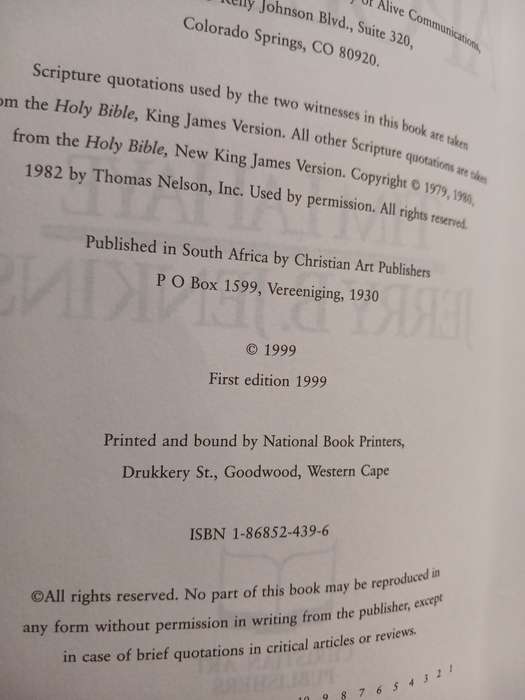 of Alive Communications,
Kelly Johnson Blvd., Suite 320,
Colorado Springs, CO 80920.
Scripture quotations used by the two witnesses in this book are taken
the Holy Bible, King James Version. All other Scripture quotations are taken
from the Holy Bible, New King James Version. Copyright © 1979, 1980,
1982 by Thomas Nelson, Inc. Used by permission. All rights reserved.
Published in South Africa by Christian Art Publishers
P O Box 1599, Vereeniging, 1930
© 1999
First edition 1999
Printed and bound by National Book Printers,
Drukkery St., Goodwood, Western Cape
ISBN 1-86852-439-6
©All rights reserved. No part of this book may be reproduced in
any form without permission in writing from the publisher, except
in case of brief quotations in critical articles or reviews.
10 9 8 7 6 5 4 3 2 1